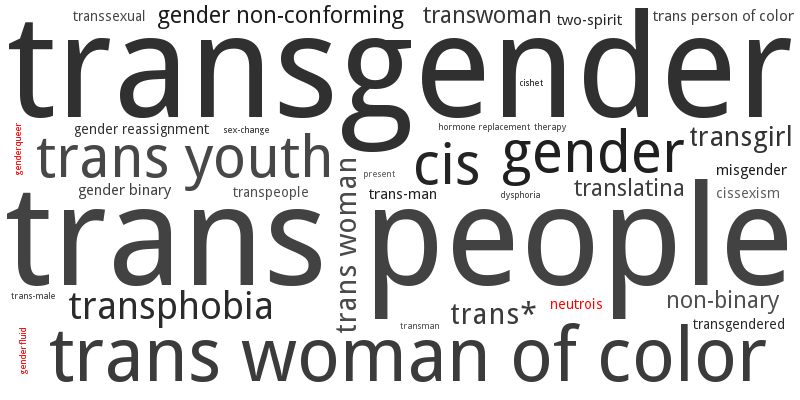 transsexual
gender non-conforming
transwoman
two-spirit
trans person of color
transgender
cishet
genderqueer
gender reassignment
sex-change
hormone replacement therapy
trans youth
cis
gender
transgirl
present
misgender
gender binary
transpeople
trans woman
trans-man
dysphoria
translatina
cissexism
trans people
trans-male
transphobia
trans*
neutrois
non-binary
transman
transgendered
genderfluid
trans woman of color